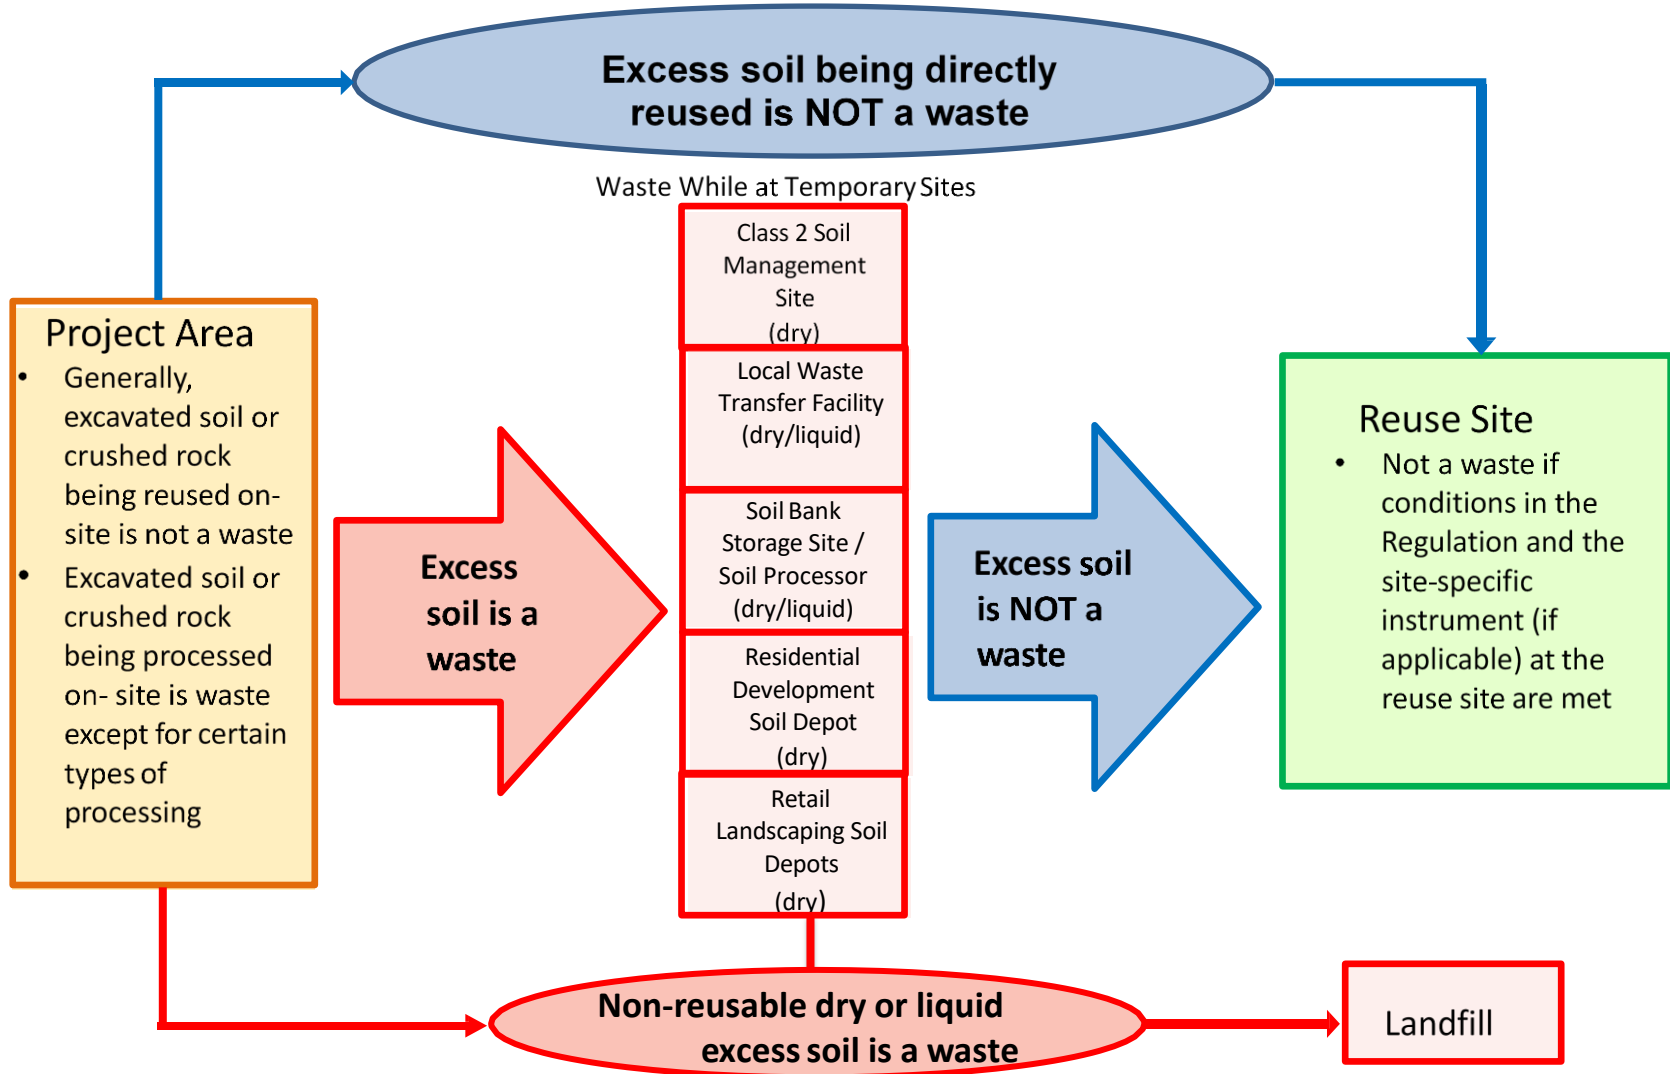 Excess soil being directly
reused is NOT a waste
Waste While at Temporary Sites
Project Area
• Generally,
excavated soil or
crushed rock
being reused on-
site is not a waste
• Excavated soil or
crushed rock
being processed
on- site is waste
except for certain
types of
processing
Excess
soil is a
waste
Class 2 Soil
Management
Site
(dry)
Local Waste
Transfer Facility
(dry/liquid)
Soil Bank
Storage Site /
Soil Processor
(dry/liquid)
Residential
Development
Soil Depot
(dry)
Retail
Landscaping Soil
Depots
(dry)
Excess soil
is NOT a
waste
Reuse Site
• Not a waste if
conditions in the
Regulation and the
site-specific
instrument (if
applicable) at the
reuse site are met
Non-reusable dry or liquid
excess soil is a waste
Landfill